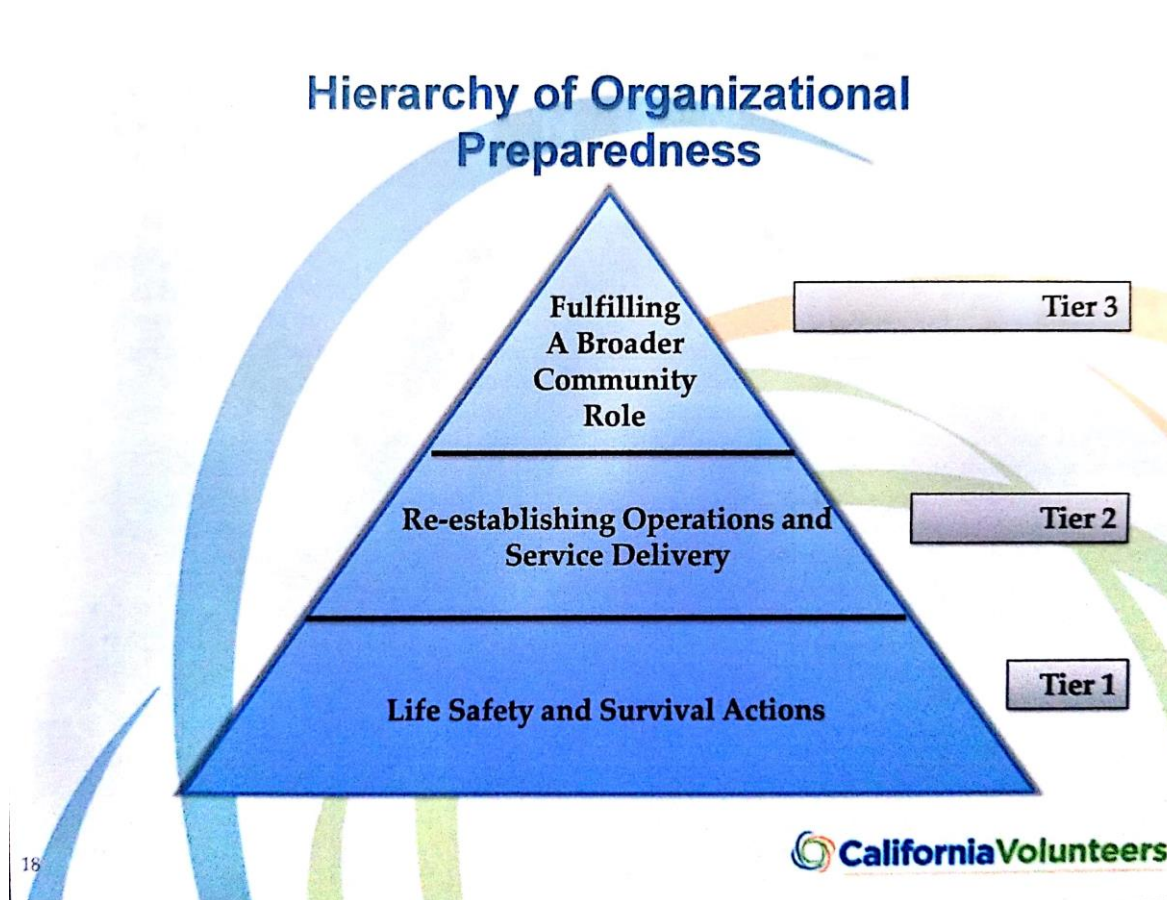 Hierarchy of Organizational
Preparedness
Fulfilling
A Broader
Community
Role
Tier 3
Re-establishing Operations and
Service Delivery
Tier 2
Life Safety and Survival Actions
Tier 1
18
CaliforniaVolunteers